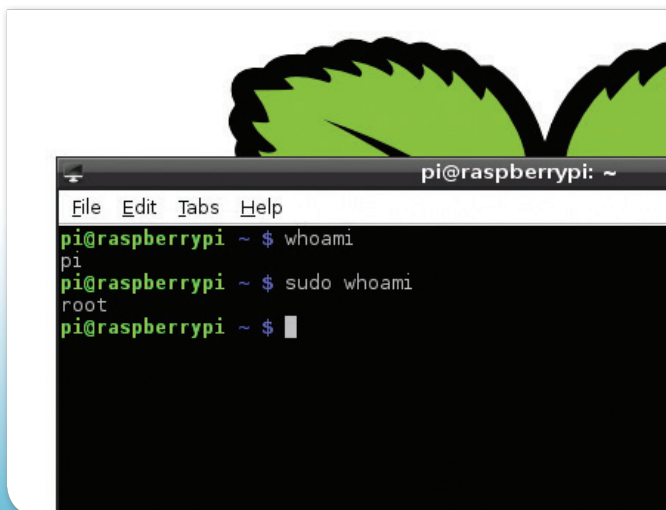 pi@raspberrypi: ~
File Edit Tabs Help
pi@raspberrypi ~ $ whoami
pi
pi@raspberrypi ~ $ sudo whoami
root
pi@raspberrypi ~ $